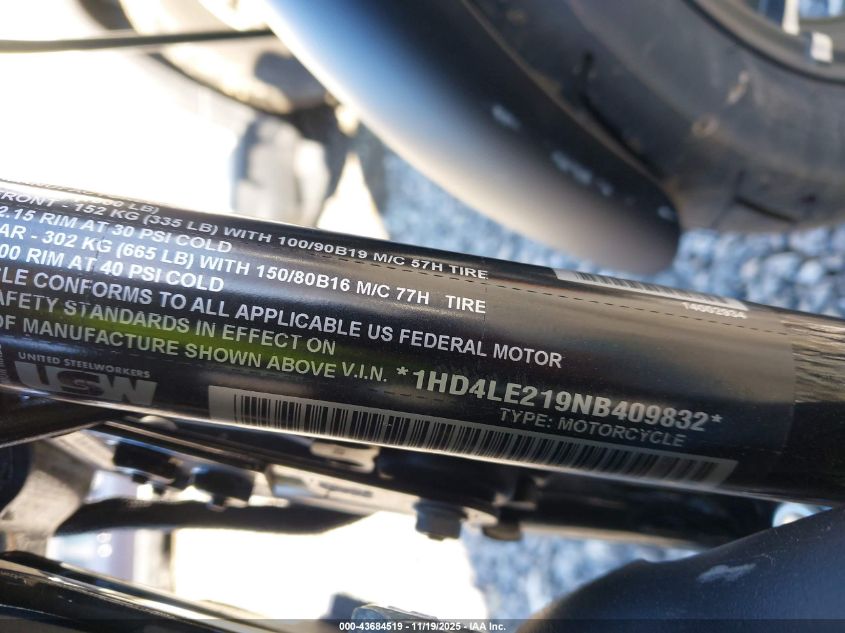 FRONT - 152 KG (335 LB) WITH 100/90B19 M/C 57H TIRE
2.15 RIM AT 30 PSI COLD
AR - 302 KG (665 LB) WITH 150/80B16 M/C 77H TIRE
00 RIM AT 40 PSI COLD
CLE CONFORMS TO ALL APPLICABLE US FEDERAL MOTOR
AFETY STANDARDS IN EFFECT ON
OF MANUFACTURE SHOWN ABOVE V.I.N. *1HD4LE219NB409832*
TYPE: MOTORCYCLE
UNITED STEELWORKERS
USW
000-43684519 - 11/19/2025 - IAA Inc.